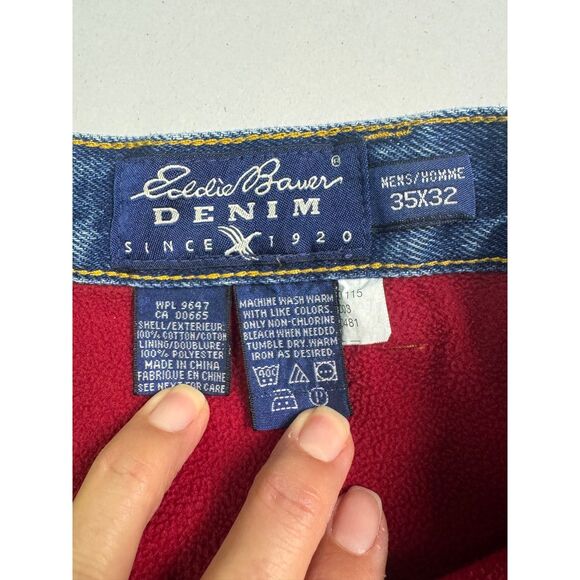 Eddie Bauer ®
DENIM
SINCE 1920
MENS/HOMME
35X32
WPL 9647
CA 00665
SHELL/EXTERIEUR:
100% COTTON/COTON
LINING/DOUBLURE:
100% POLYESTER
MADE IN CHINA
FABRIQUE EN CHINE
SEE NEXT FOR CARE
MACHINE WASH WARM
WITH LIKE COLORS.
ONLY NON-CHLORINE
BLEACH WHEN NEEDED.
TUMBLE DRY. WARM
IRON AS DESIRED.
P
115
481